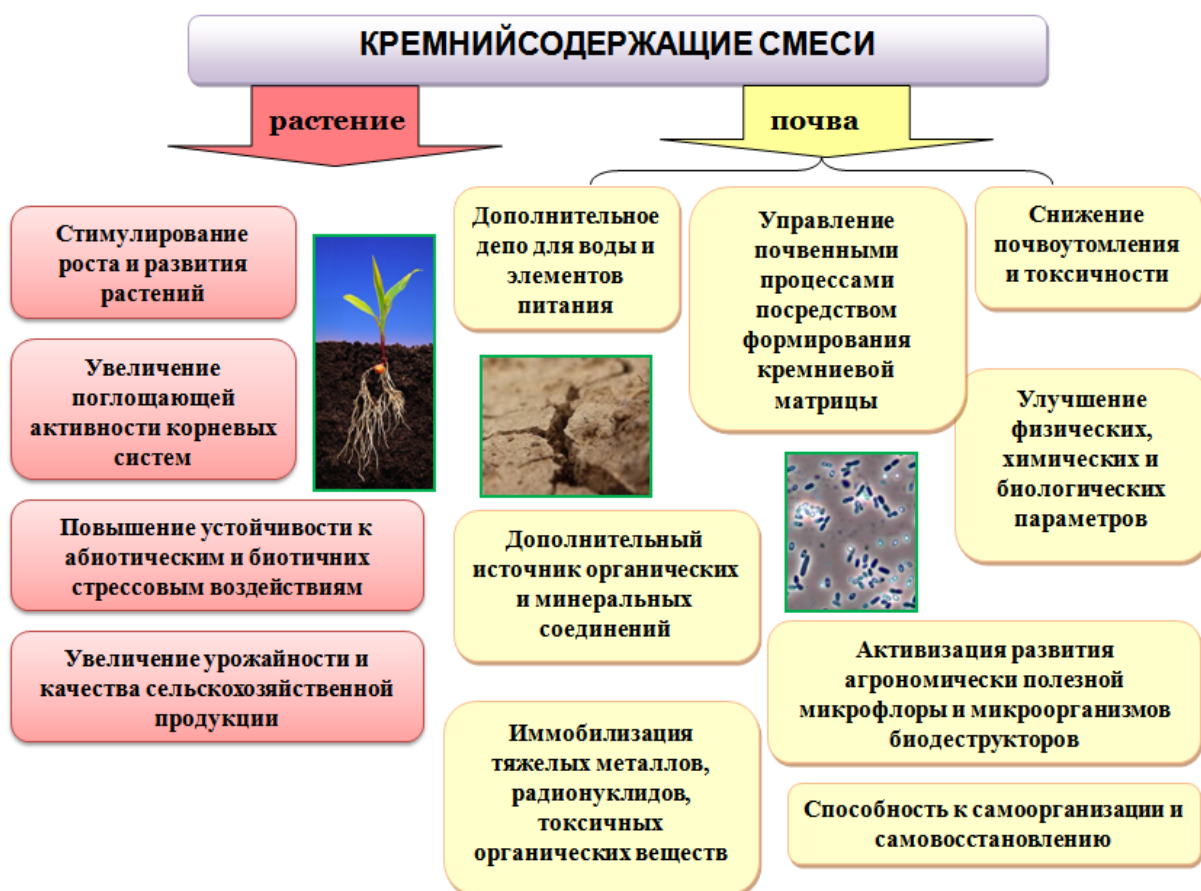 КРЕМНИЙСОДЕРЖАЩИЕ СМЕСИ
растение
почва
Стимулирование
роста и развития
растений
Увеличение
поглощающей
активности корневых
систем
Повышение устойчивости к
абиотическим и биотичних
стрессовым воздействиям
Увеличение урожайности и
качества сельскохозяйственной
продукции
Дополнительное
депо для воды и
элементов
питания
Управление
почвенными
процессами
посредством
формирования
кремниевой
матрицы
Снижение
почвоутомления
и токсичности
Улучшение
физических,
химических и
биологических
параметров
Дополнительный
источник органических
и минеральных
соединений
Активизация развития
агрономически полезной
микрофлоры и микроорганизмов
биодеструкторов
Иммобилизация
тяжелых металлов,
радионуклидов,
токсичных
органических веществ
Способность к самоорганизации и
самовосстановлению